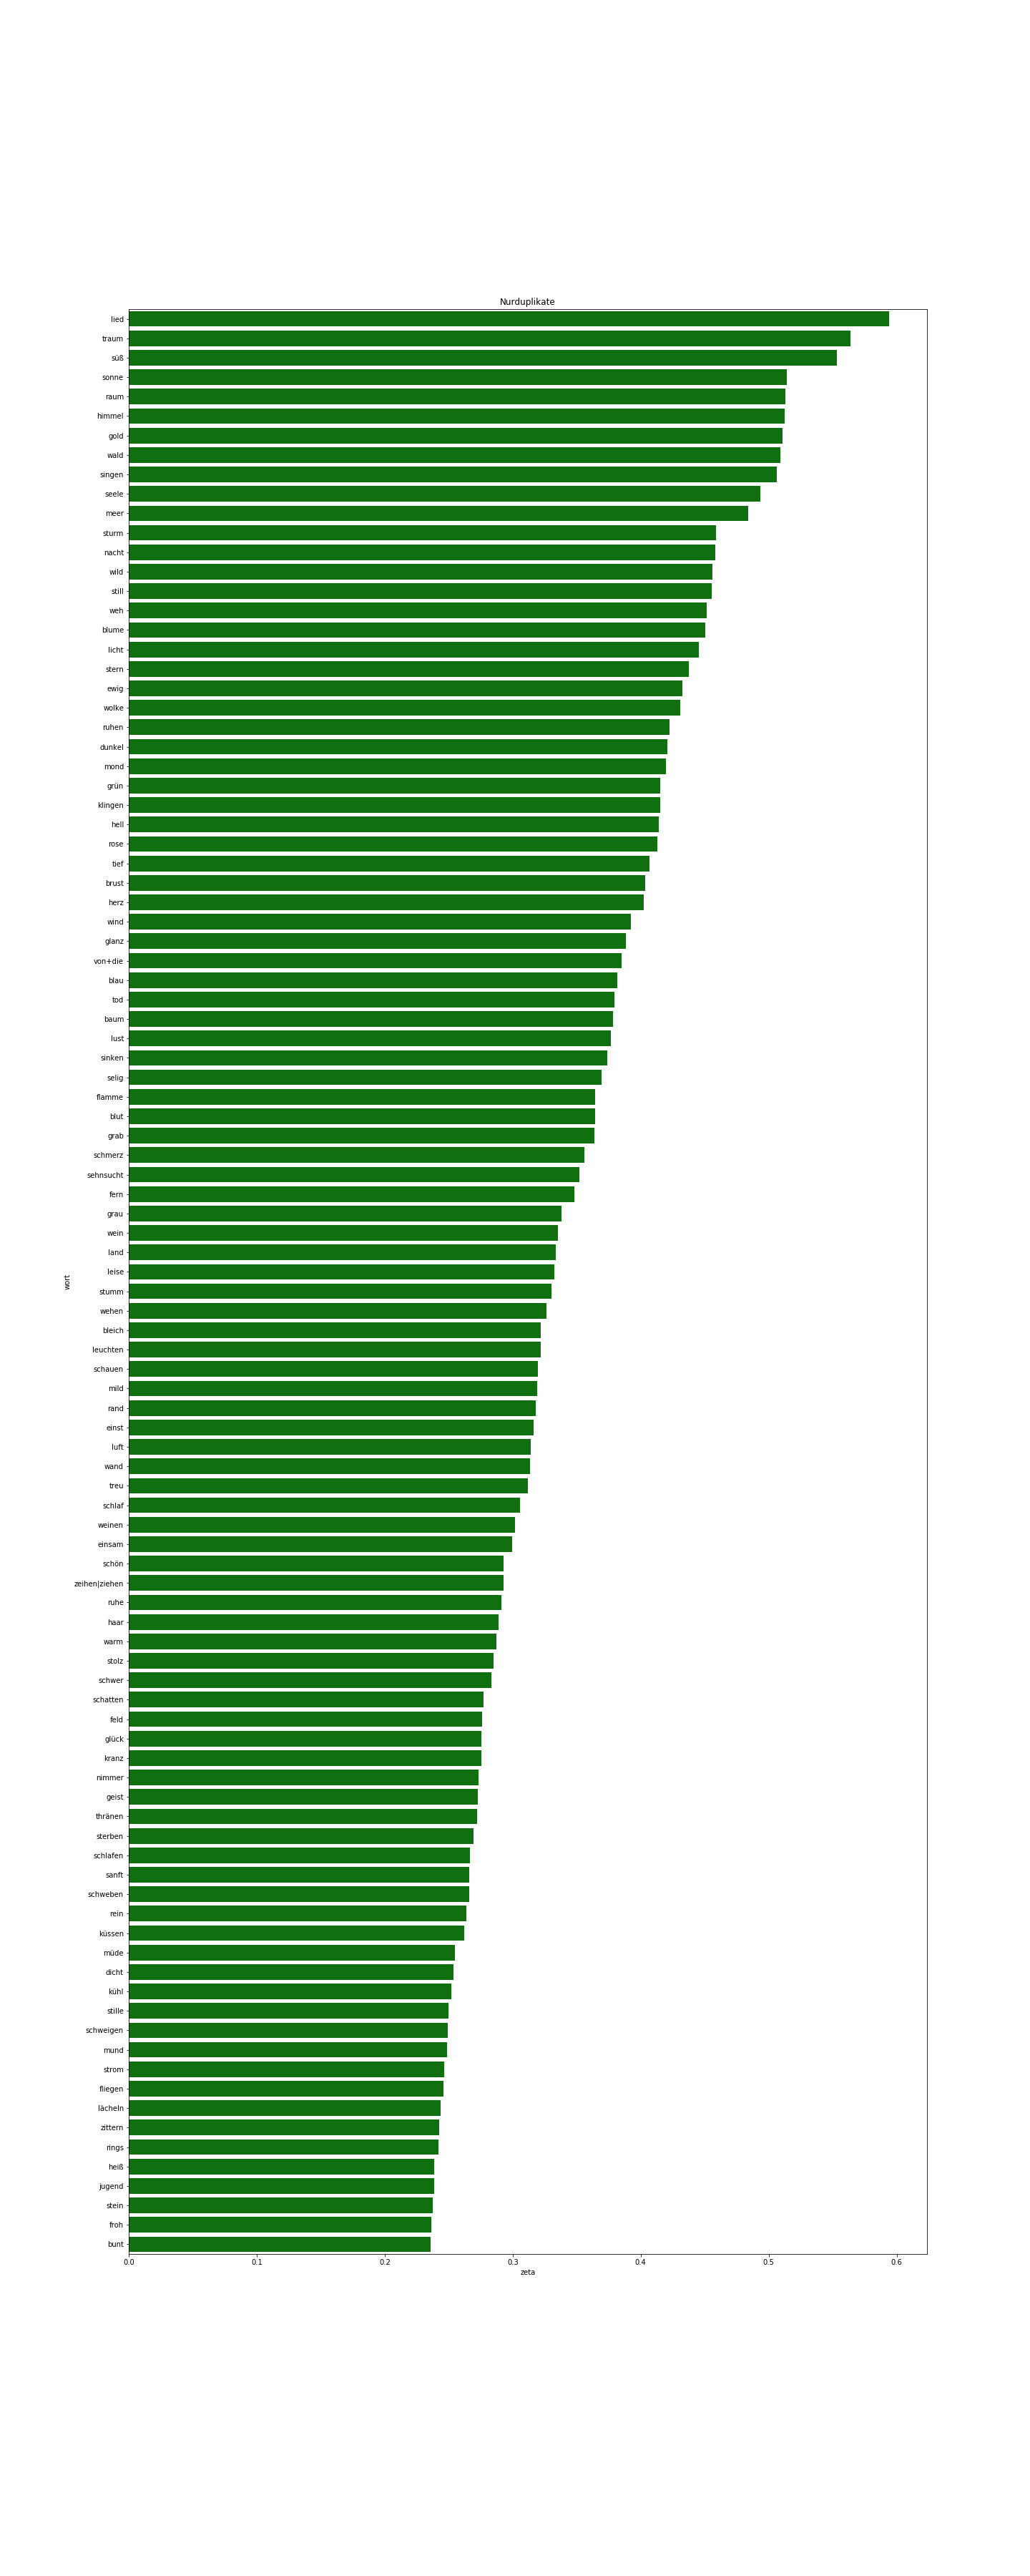 Nurduplikate
lied
traum
süß
sonne
raum
himmel
gold
wald
singen
seele
meer
sturm
nacht
wild
still
weh
blume
licht
stern
ewig
wolke
ruhen
dunkel
mond
grün
klingen
hell
rose
tief
brust
herz
wind
glanz
von+die
blau
tod
baum
lust
sinken
selig
flamme
blut
grab
schmerz
sehnsucht
fern
grau
wein
land
leise
wort
stumm
wehen
bleich
leuchten
schauen
mild
rand
einst
luft
wand
treu
schlaf
weinen
einsam
schön
zeihen|ziehen
ruhe
haar
warm
stolz
schwer
schatten
feld
glück
kranz
nimmer
geist
thränen
sterben
schlafen
sanft
schweben
rein
küssen
müde
dicht
kühl
stille
schweigen
mund
strom
fliegen
lächeln
zittern
rings
heiß
jugend
stein
froh
bunt
0.0 0.1 0.2 0.3 0.4 0.5 0.6
zeta